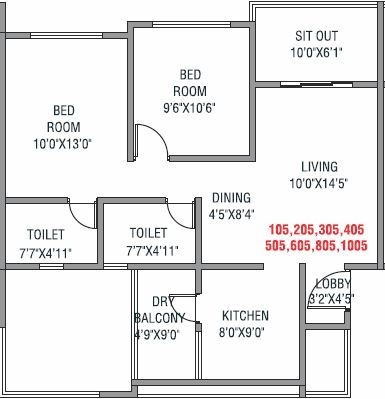 SIT OUT
10'0"X6'1"
BED
ROOM
9'6"X10'6"
BED
ROOM
10'0"X13'0"
LIVING
10'0"X14'5"
DINING
4'5"X8'4"
105,205,305,405
505,605,805,1005
TOILET
7'7"X4'11"
TOILET
7'7"X4'11"
LOBBY
3'2"X4'5"
DRY
BALCONY
4'9"X9'0"
KITCHEN
8'0"X9'0"